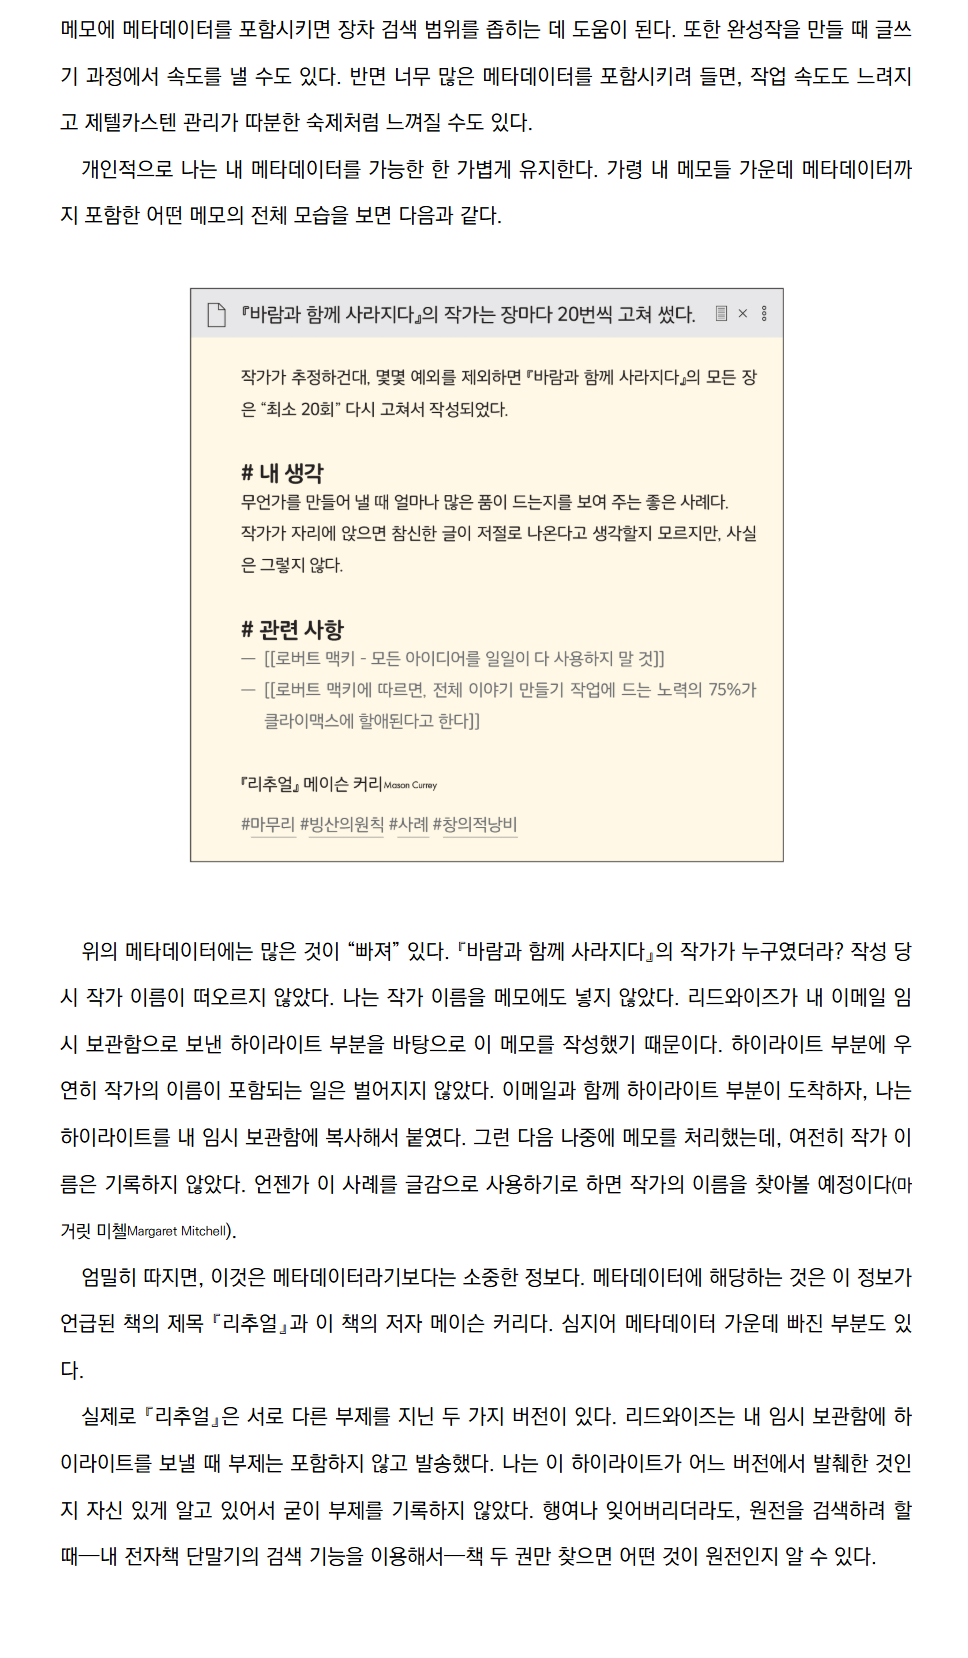 메모에 메타데이터를 포함시키면 장차 검색 범위를 좁히는 데 도움이 된다. 또한 완성작을 만들 때 글쓰
기 과정에서 속도를 낼 수도 있다. 반면 너무 많은 메타데이터를 포함시키려 들면, 작업 속도도 느려지
고 제텔카스텐 관리가 따분한 숙제처럼 느껴질 수도 있다.
개인적으로 나는 내 메타데이터를 가능한 한 가볍게 유지한다. 가령 내 메모들 가운데 메타데이터까
지 포함한 어떤 메모의 전체 모습을 보면 다음과 같다.
『바람과 함께 사라지다』의 작가는 장마다 20번씩 고쳐 썼다.
작가가 추정하건대, 몇몇 예외를 제외하면 『바람과 함께 사라지다』의 모든 장
은 “최소 20회” 다시 고쳐서 작성되었다.
# 내 생각
무언가를 만들어 낼 때 얼마나 많은 품이 드는지를 보여 주는 좋은 사례다.
작가가 자리에 앉으면 참신한 글이 저절로 나온다고 생각할지 모르지만, 사실
은 그렇지 않다.
# 관련 사항
— [[로버트 맥키 - 모든 아이디어를 일일이 다 사용하지 말 것]]
— [[로버트 맥키에 따르면, 전체 이야기 만들기 작업에 드는 노력의 75%가
클라이맥스에 할애된다고 한다]]
『리추얼』 메이슨 커리Mason Currey
#마무리 #빙산의원칙 #사례 #창의적낭비
위의 메타데이터에는 많은 것이 “빠져” 있다. 『바람과 함께 사라지다』의 작가가 누구였더라? 작성 당
시 작가 이름이 떠오르지 않았다. 나는 작가 이름을 메모에도 넣지 않았다. 리드와이즈가 내 이메일 임
시 보관함으로 보낸 하이라이트 부분을 바탕으로 이 메모를 작성했기 때문이다. 하이라이트 부분에 우
연히 작가의 이름이 포함되는 일은 벌어지지 않았다. 이메일과 함께 하이라이트 부분이 도착하자, 나는
하이라이트를 내 임시 보관함에 복사해서 붙였다. 그런 다음 나중에 메모를 처리했는데, 여전히 작가 이
름은 기록하지 않았다. 언젠가 이 사례를 글감으로 사용하기로 하면 작가의 이름을 찾아볼 예정이다(마
거릿 미첼Margaret Mitchell).
엄밀히 따지면, 이것은 메타데이터라기보다는 소중한 정보다. 메타데이터에 해당하는 것은 이 정보가
언급된 책의 제목 『리추얼』과 이 책의 저자 메이슨 커리다. 심지어 메타데이터 가운데 빠진 부분도 있
다.
실제로 『리추얼』은 서로 다른 부제를 지닌 두 가지 버전이 있다. 리드와이즈는 내 임시 보관함에 하
이라이트를 보낼 때 부제는 포함하지 않고 발송했다. 나는 이 하이라이트가 어느 버전에서 발췌한 것인
지 자신 있게 알고 있어서 굳이 부제를 기록하지 않았다. 행여나 잊어버리더라도, 원전을 검색하려 할
때—내 전자책 단말기의 검색 기능을 이용해서—책 두 권만 찾으면 어떤 것이 원전인지 알 수 있다.